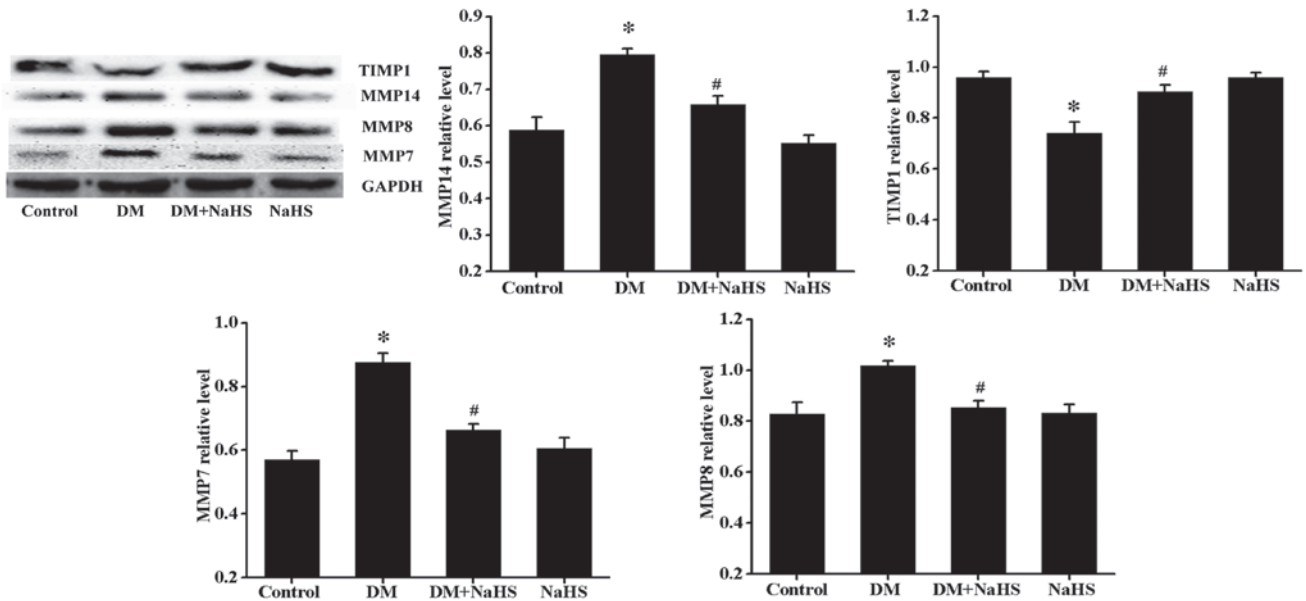 TIMP1
MMP14
MMP8
MMP7
GAPDH
Control DM DM+NaHS NaHS
MMP14 relative level
0.9
0.8
0.7
0.6
0.5
0.4
0.3
0.2
*
#
Control DM DM+NaHS NaHS
TIMP1 relative level
1.2
1.0
0.8
0.6
0.4
0.2
*
#
Control DM DM+NaHS NaHS
MMP7 relative level
1.0
0.8
0.6
0.4
0.2
*
#
Control DM DM+NaHS NaHS
MMP8 relative level
1.2
1.0
0.8
0.6
0.4
0.2
*
#
Control DM DM+NaHS NaHS